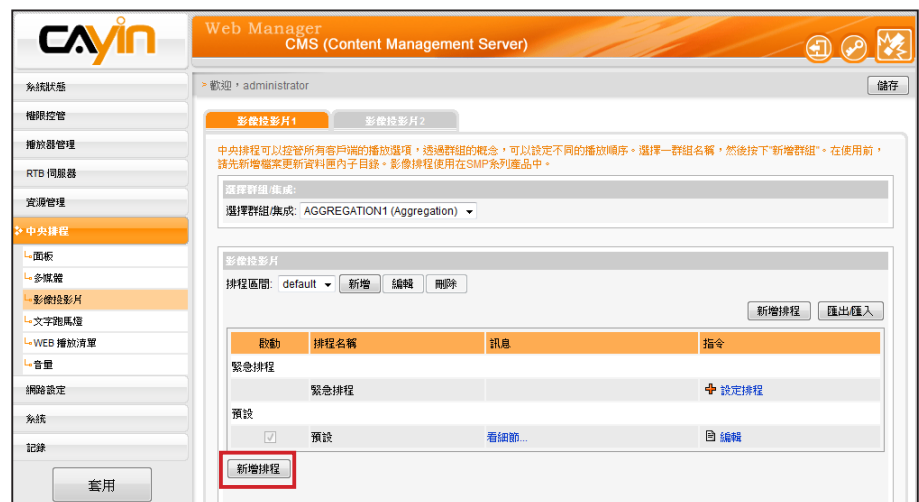 CAYIN
Web Manager
CMS (Content Management Server)
>歡迎，administrator
儲存
系統狀態
權限控管
播放器管理
RTB 伺服器
資源管理
中央排程
面板
多媒體
影像投影片
文字跑馬燈
WEB 播放清單
音量
網路設定
系統
記錄
套用
影像投影片1
影像投影片2
中央排程可以控管所有客戶端的播放選項，透過群組的概念，可以設定不同的播放順序。選擇一群組名稱，然後按下"新增群組"。在使用前，
請先新增檔案更新資料匣內子目錄。影像排程使用在SMP系列產品中。
選擇群組/集成:
選擇群組/集成: AGGREGATION1 (Aggregation)
影像投影片
排程區間: default 新增 編輯 刪除
新增排程 匯出/匯入
啟動 排程名稱 訊息 指令
緊急排程
緊急排程 設定排程
預設
預設 看細節... 編輯
新增排程